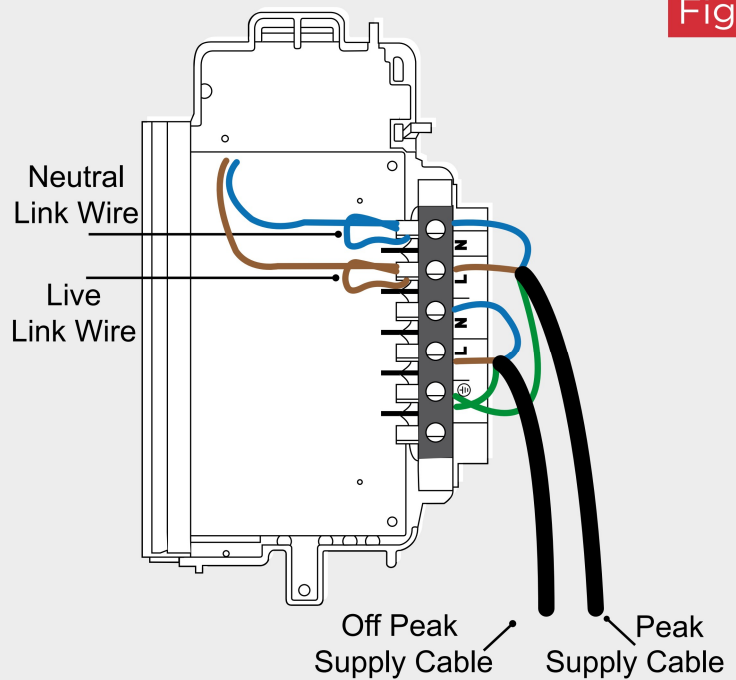 Fig
Neutral
Link Wire
Live
Link Wire
N
L
N
L
Off Peak
Supply Cable
Peak
Supply Cable